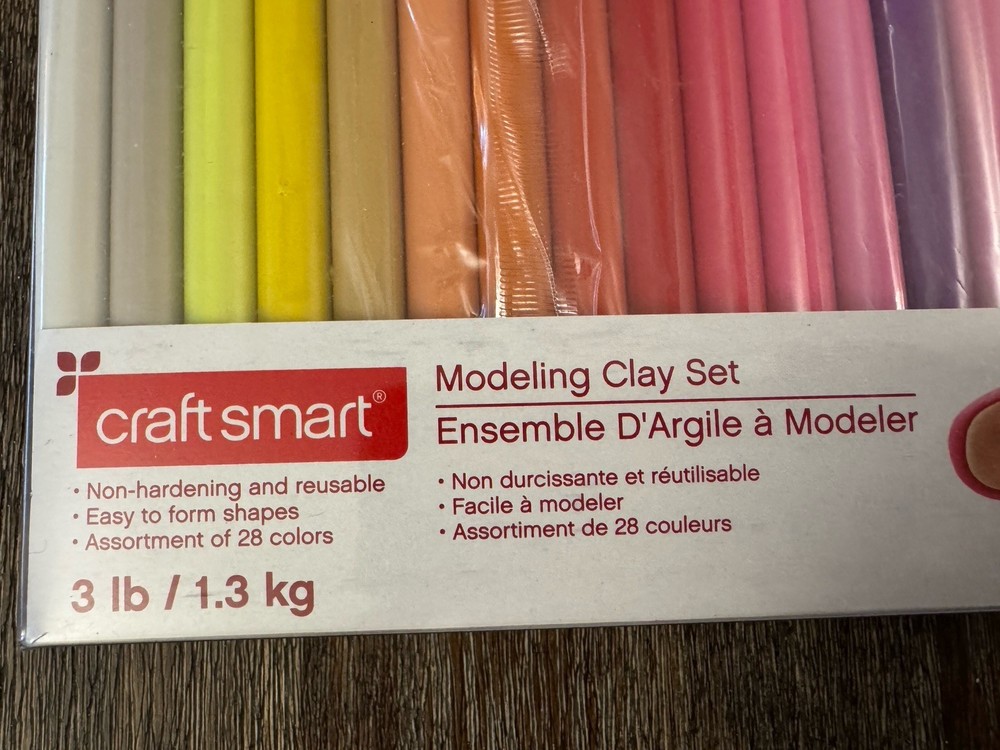 craft smart®
Modeling Clay Set
Ensemble D'Argile à Modeler
• Non-hardening and reusable
• Easy to form shapes
• Assortment of 28 colors
• Non durcissante et réutilisable
• Facile à modeler
• Assortiment de 28 couleurs
3 lb / 1.3 kg